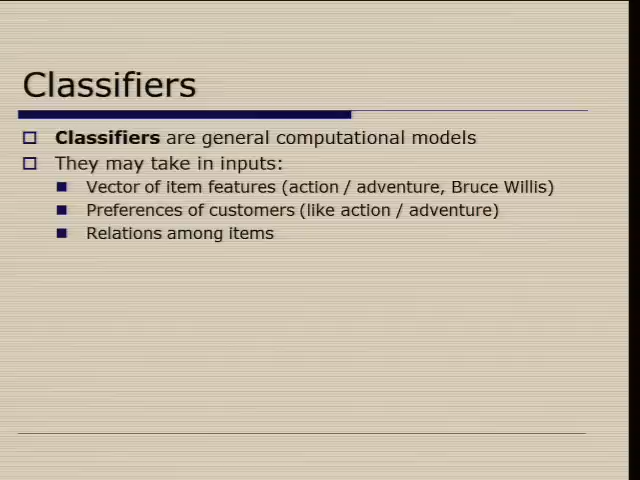 Classifiers
Classifiers are general computational models
They may take in inputs:
Vector of item features (action / adventure, Bruce Willis)
Preferences of customers (like action / adventure)
Relations among items